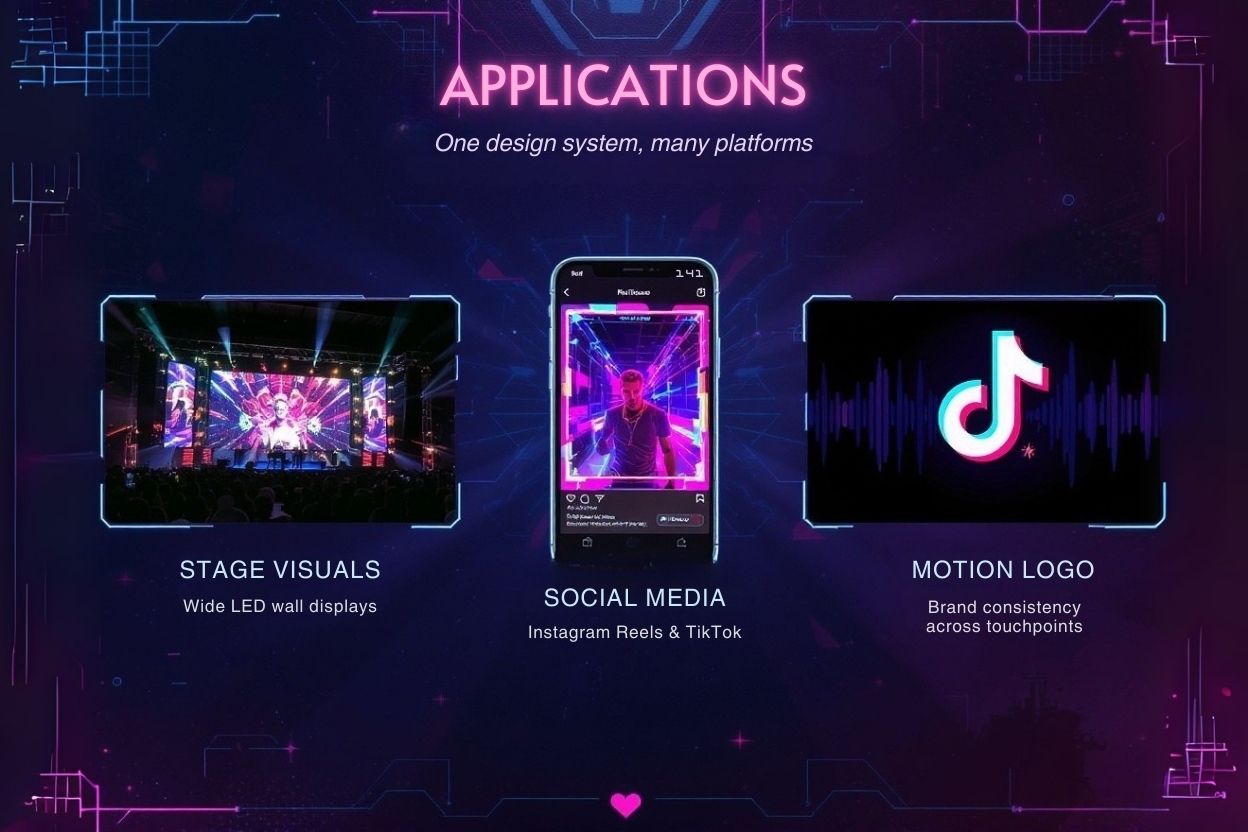 APPLICATIONS
One design system, many platforms
141
STAGE VISUALS
Wide LED wall displays
SOCIAL MEDIA
Instagram Reels & TikTok
MOTION LOGO
Brand consistency
across touchpoints